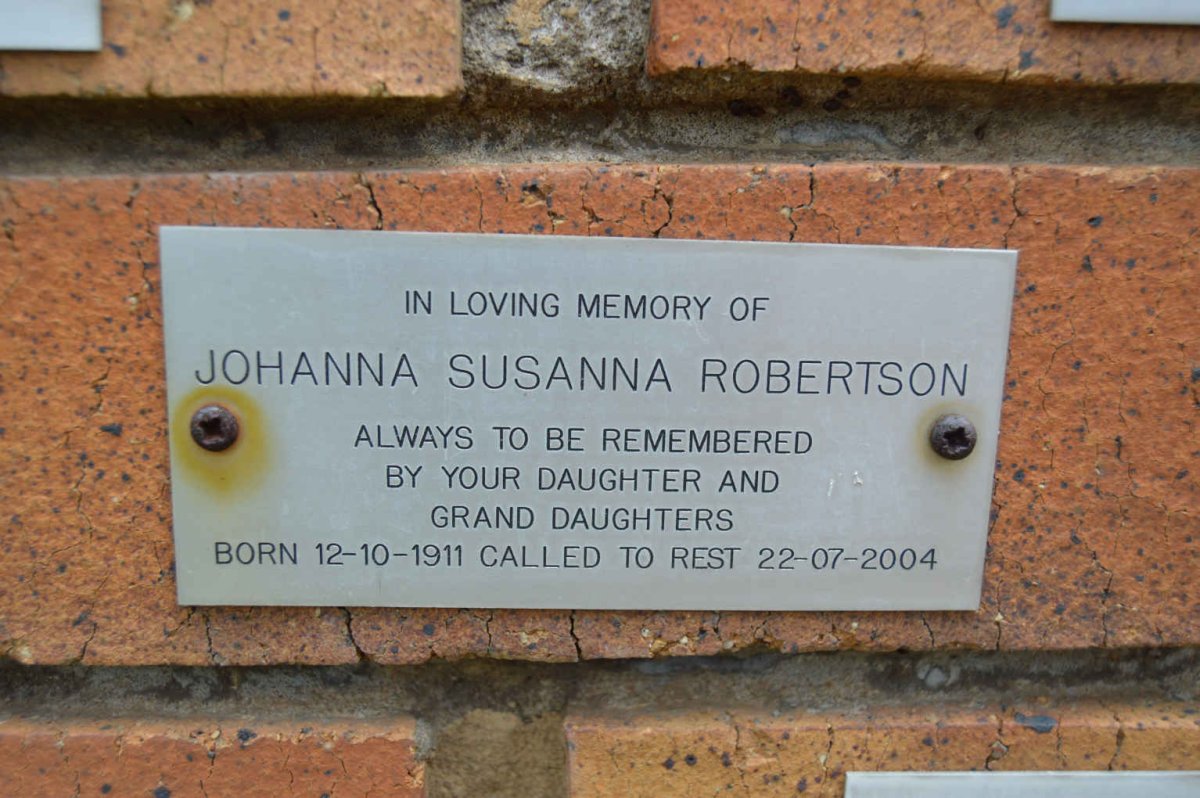 IN LOVING MEMORY OF
JOHANNA SUSANNA ROBERTSON
ALWAYS TO BE REMEMBERED
BY YOUR DAUGHTER AND
GRAND DAUGHTERS
BORN 12-10-1911 CALLED TO REST 22-07-2004